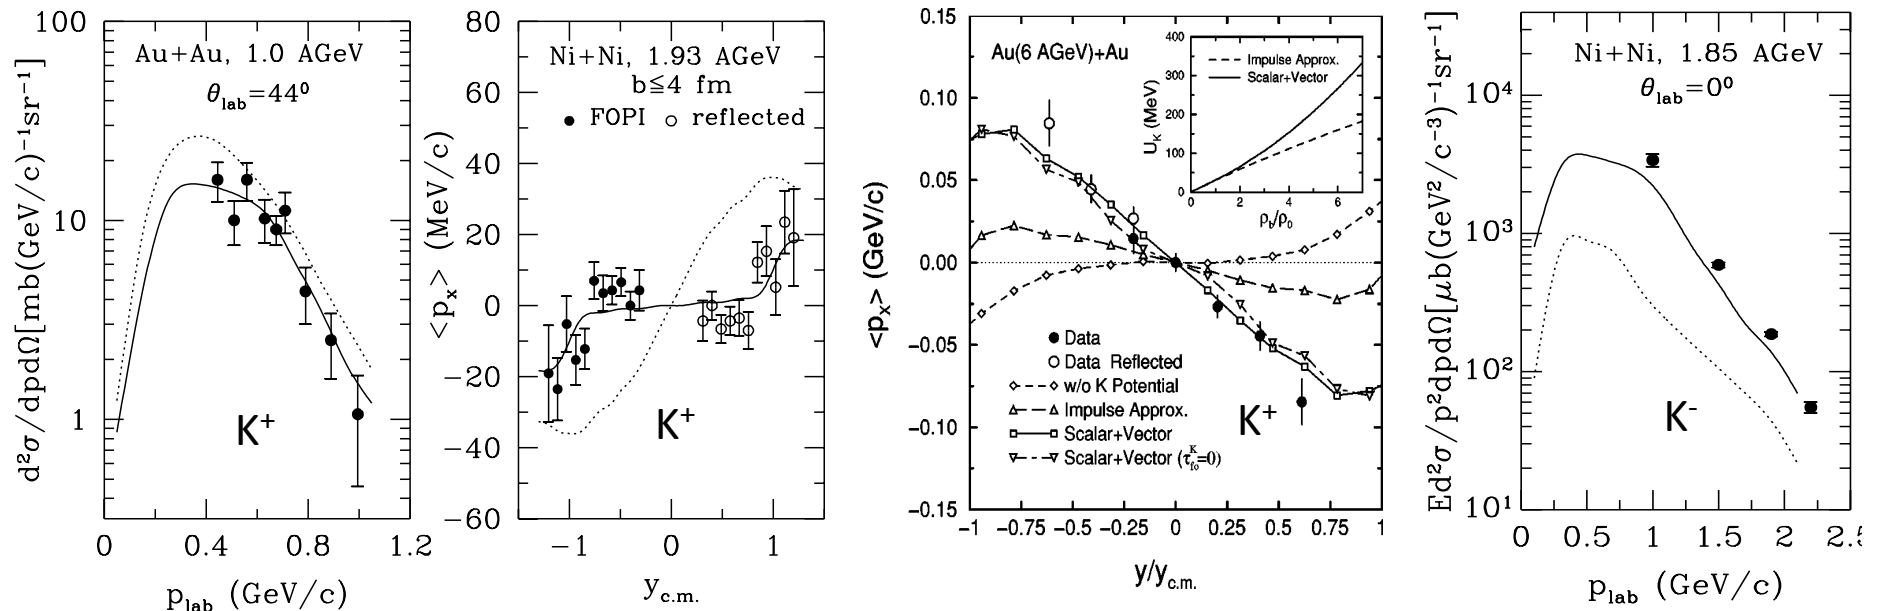 Au+Au, 1.0 AGeV
θlab=44⁰
K⁺
100
10
1
0
0.4
0.8
1.2
d²σ/dpdΩ[mb(GeV/c)⁻¹sr⁻¹]
plab (GeV/c)
Ni+Ni, 1.93 AGeV
b≤4 fm
● FOPI ○ reflected
K⁺
80
60
40
20
0
−20
−40
−60
−1
0
1
<px> (MeV/c)
yc.m.
Au(6 AGeV)+Au
Impulse Approx.
Scalar+Vector
400
300
200
100
0
0
2
4
6
UK (MeV)
ρb/ρ0
0.15
0.10
0.05
0.00
−0.05
−0.10
−0.15
−1
−0.75
−0.5
−0.25
0
0.25
0.5
0.75
1
<px> (GeV/c)
y/yc.m.
Data
Data Reflected
w/o K Potential
Impulse Approx.
Scalar+Vector
Scalar+Vector (τfoK=0)
K⁺
Ni+Ni, 1.85 AGeV
θlab=0⁰
K⁻
10⁴
10³
10²
10¹
0
0.5
1
1.5
2
Ed²σ/p²dpdΩ[μb(GeV²/c⁻³)⁻¹sr⁻¹]
plab (GeV/c)